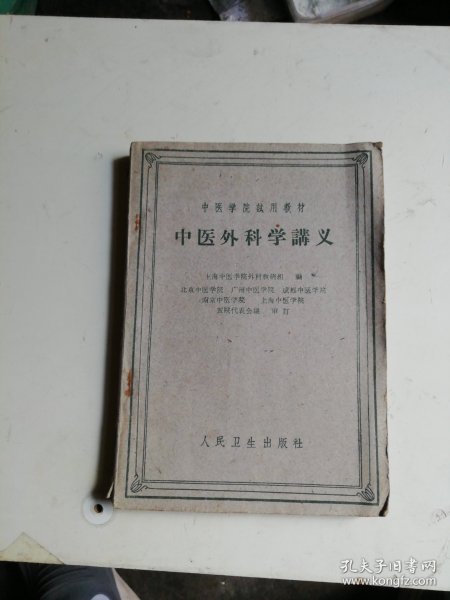 中医学院试用教材
中医外科学講义
上海中医学院外科教研組 編
北京中医学院 广州中医学院 成都中医学院
南京中医学院 上海中医学院
五院代表会議 审訂
人民卫生出版社
孔夫子旧书网
www.kongfz.com